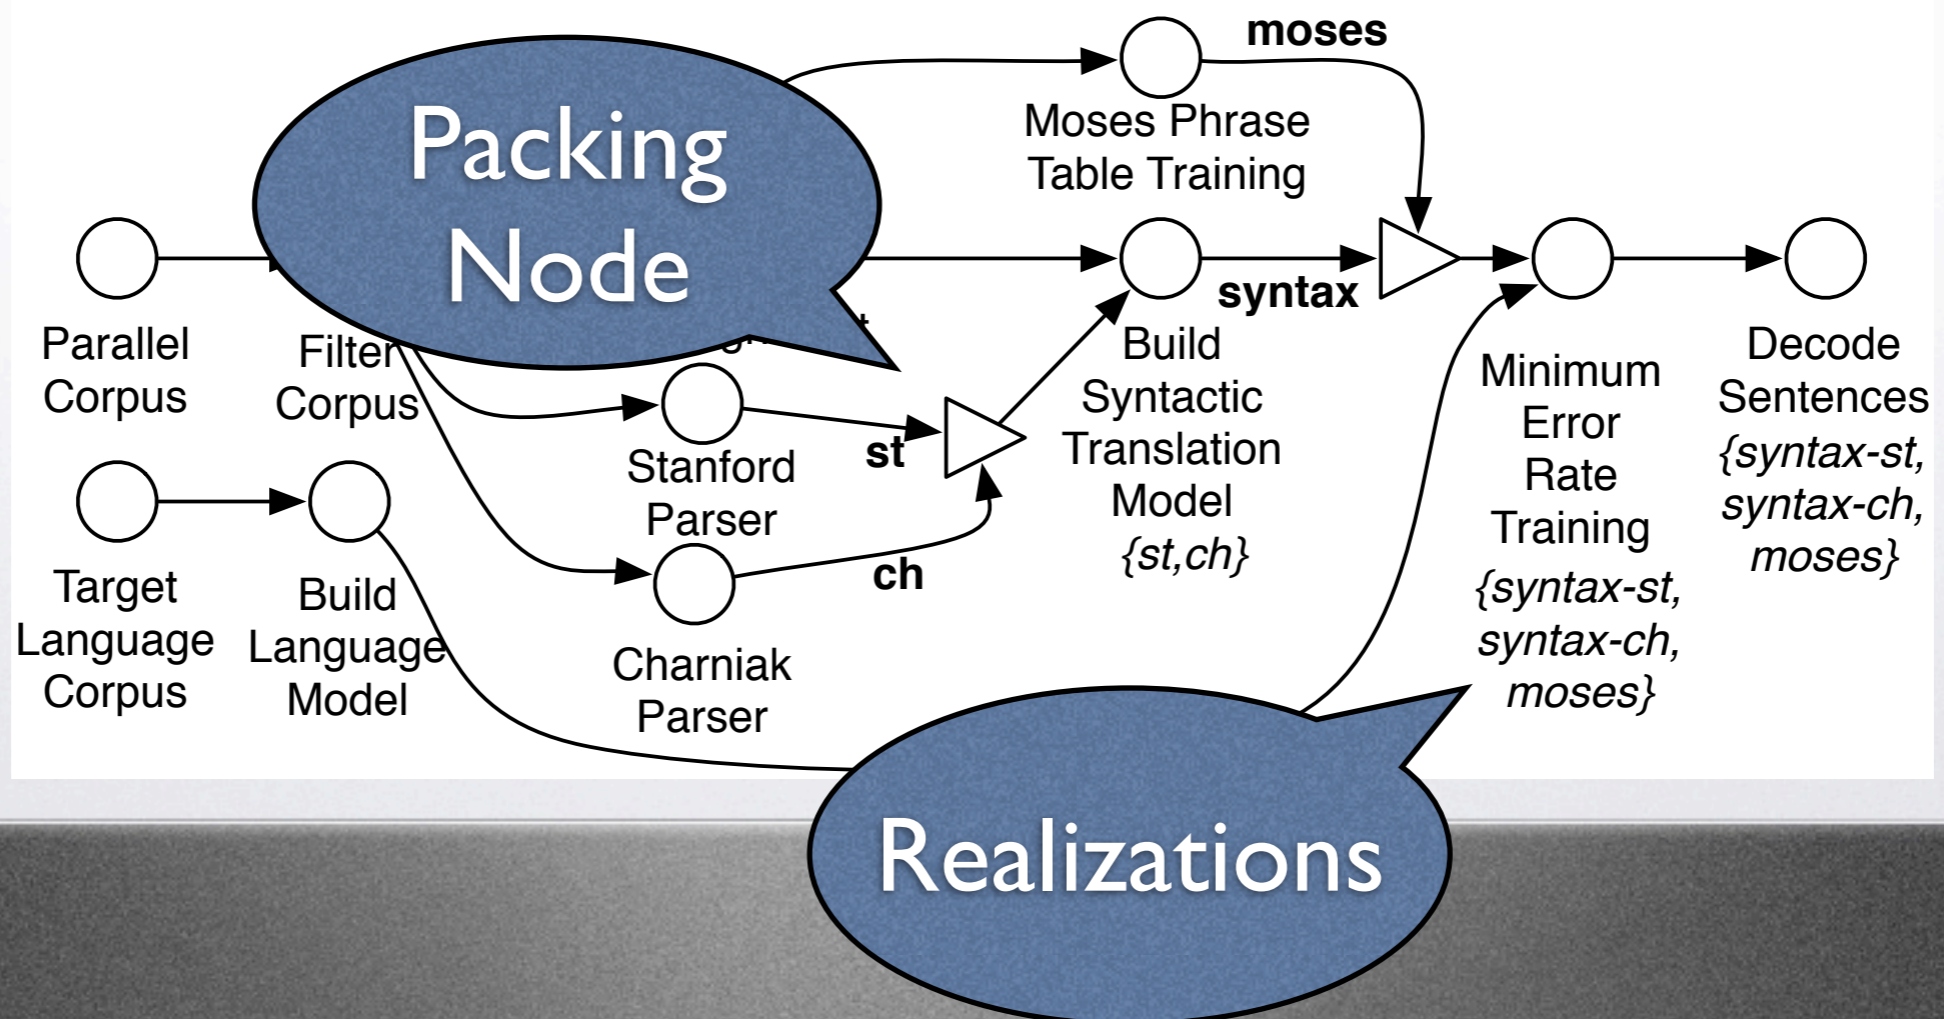 Packing
Node
moses
Moses Phrase
Table Training
Parallel
Corpus
Filter
Corpus
syntax
Build
Syntactic
Translation
Model
{st,ch}
Minimum
Error
Rate
Training
{syntax-st,
syntax-ch,
moses}
Decode
Sentences
{syntax-st,
syntax-ch,
moses}
Stanford
Parser
st
ch
Target
Language
Corpus
Build
Language
Model
Charniak
Parser
Realizations